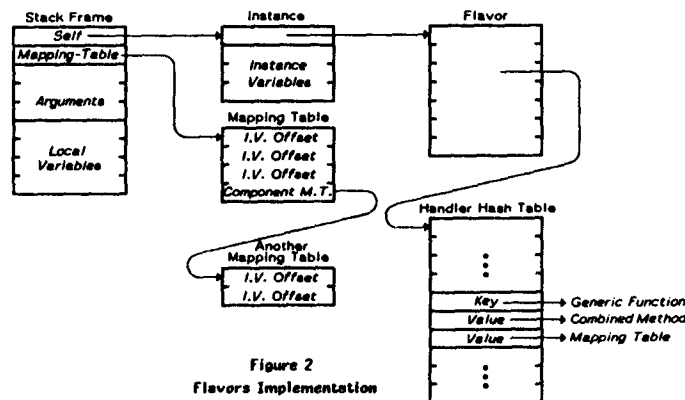 Stack Frame
Self
Mapping-Table
Arguments
Local
Variables
Instance
Instance
Variables
Mapping Table
I.V. Offset
I.V. Offset
I.V. Offset
Component M.T.
Another
Mapping Table
I.V. Offset
I.V. Offset
Flavor
Handler Hash Table
Key
Generic Function
Value
Combined Method
Value
Mapping Table
Figure 2
Flavors Implementation